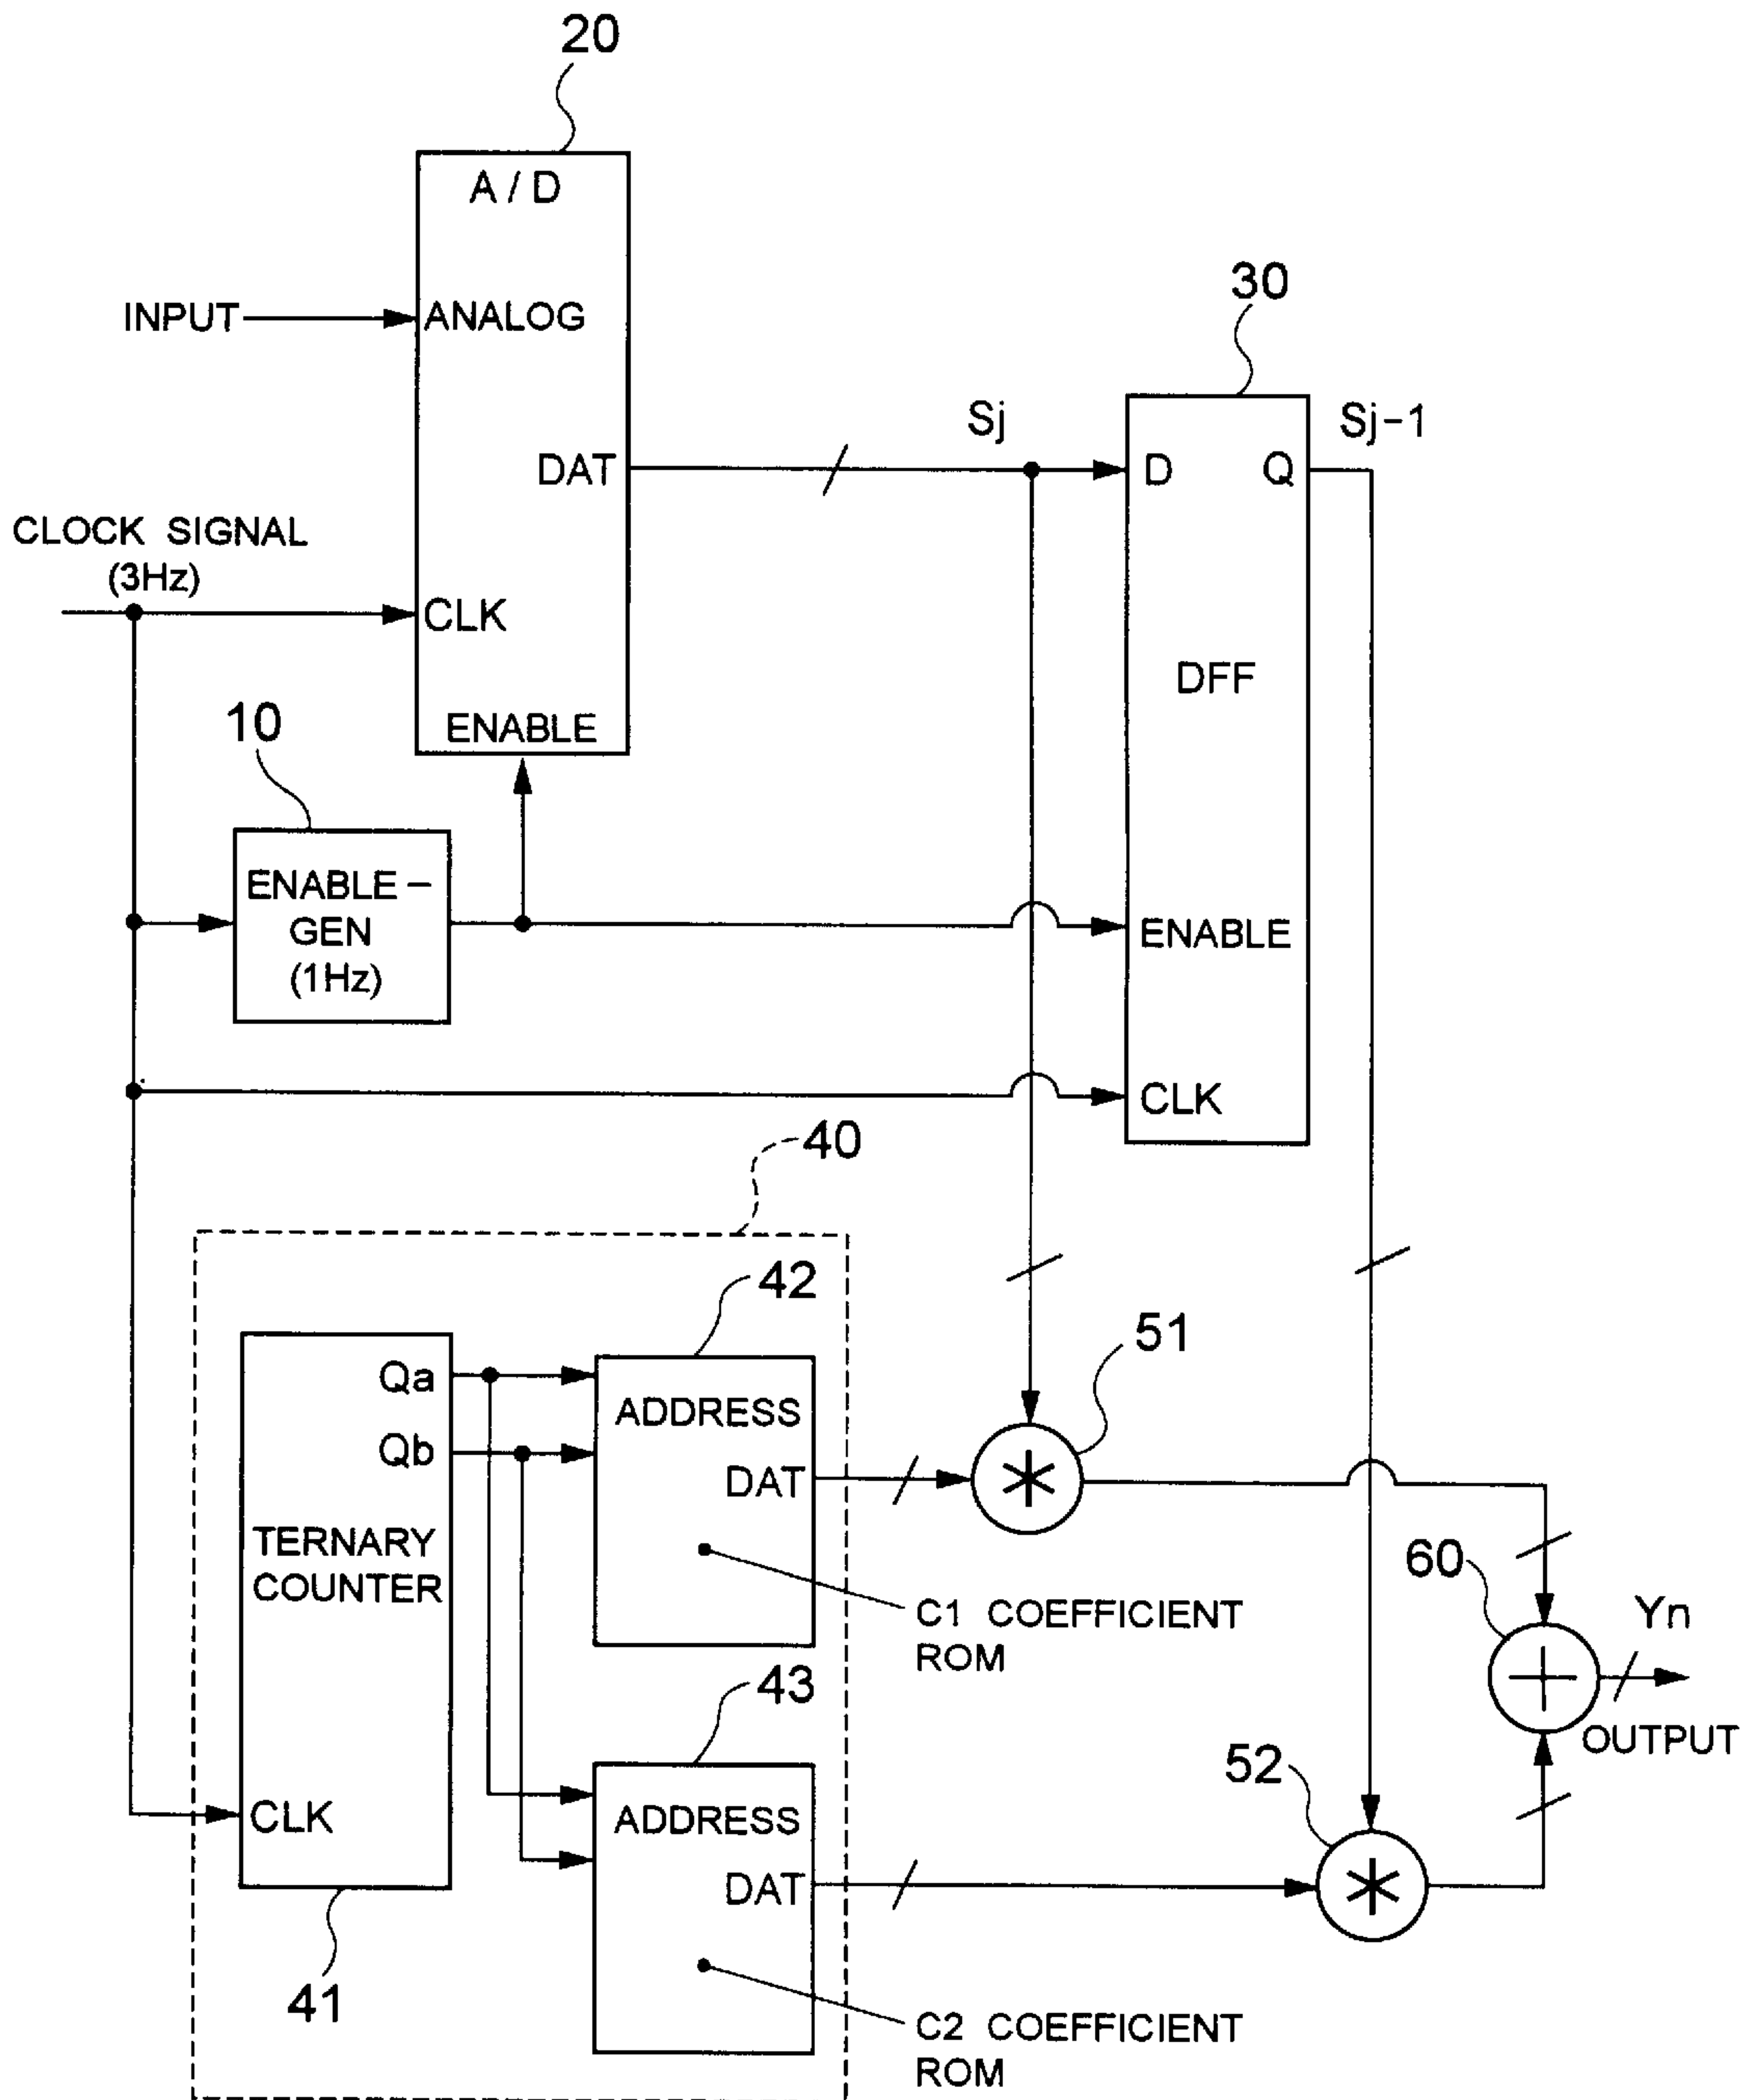 20
A / D
INPUT
ANALOG
30
Sj
Sj-1
DAT
D
Q
CLOCK SIGNAL
(3Hz)
CLK
DFF
10
ENABLE
ENABLE-
GEN
(1Hz)
ENABLE
CLK
40
42
51
Qa
ADDRESS
Qb
DAT
TERNARY
COUNTER
60
Yn
C1 COEFFICIENT
ROM
43
OUTPUT
52
CLK
ADDRESS
DAT
41
C2 COEFFICIENT
ROM